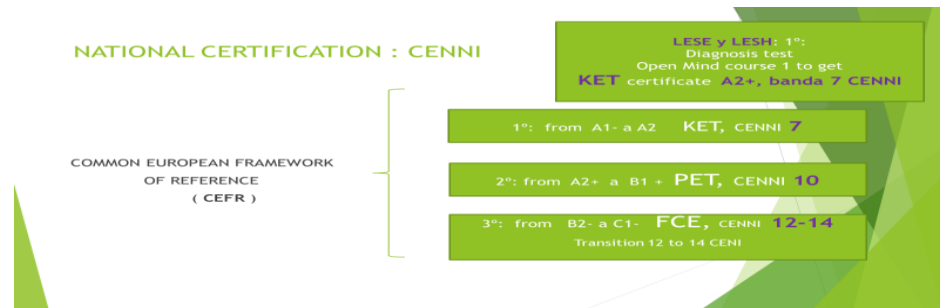 NATIONAL CERTIFICATION : CENNI
LESE y LESH: 1º:
Diagnosis test
Open Mind course 1 to get
KET certificate A2+, banda 7 CENNI
COMMON EUROPEAN FRAMEWORK
OF REFERENCE
( CEFR )
1º: from A1- a A2 KET, CENNI 7
2º: from A2+ a B1 + PET, CENNI 10
3º: from B2- a C1- FCE, CENNI 12-14
Transition 12 to 14 CENI